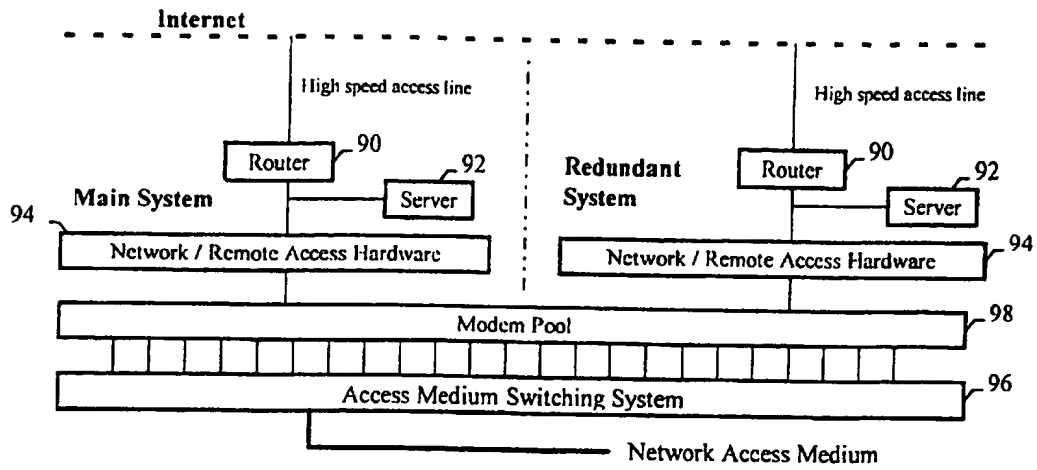 Internet
High speed access line
High speed access line
Router
90
Router
90
92
Server
92
Server
Main System
Redundant
System
94
Network / Remote Access Hardware
Network / Remote Access Hardware
94
Modem Pool
98
Access Medium Switching System
96
Network Access Medium